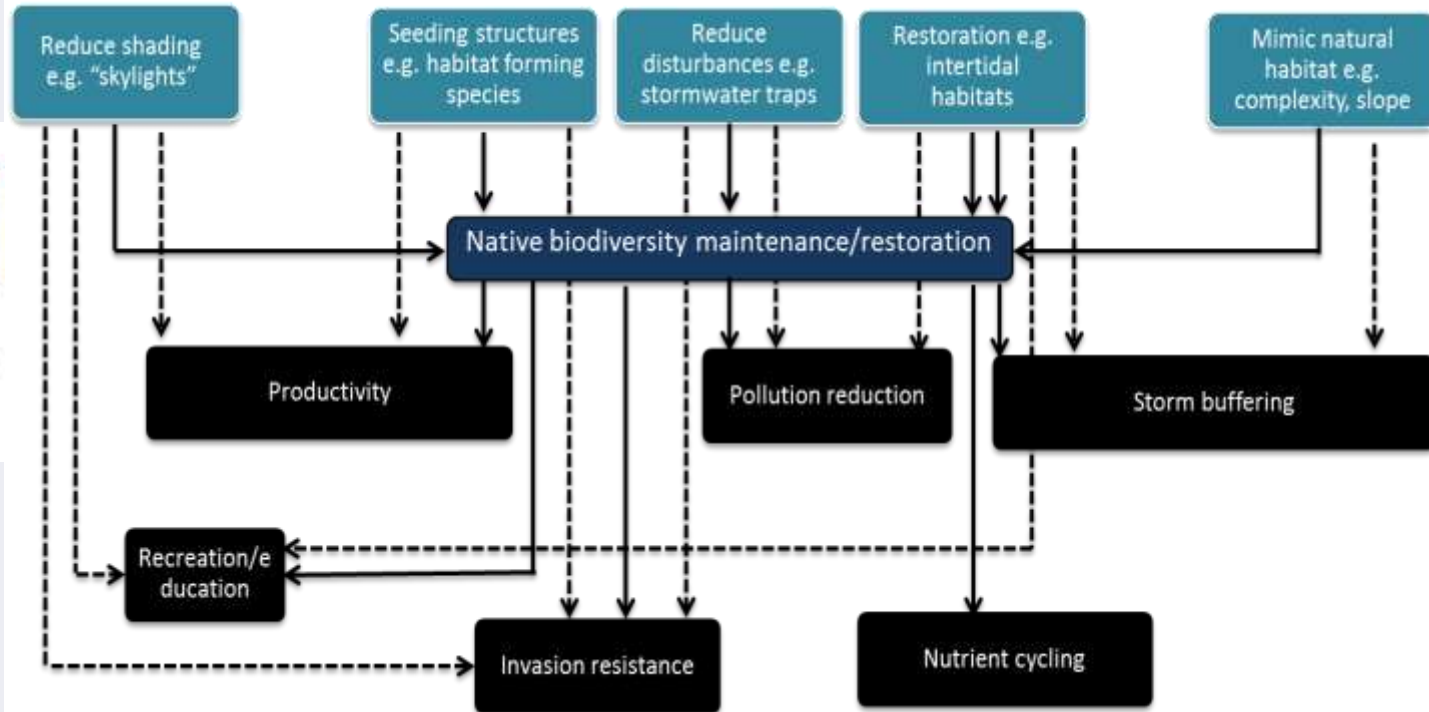 Reduce shading
e.g. “skylights”
Seeding structures
e.g. habitat forming
species
Reduce
disturbances e.g.
stormwater traps
Restoration e.g.
intertidal
habitats
Mimic natural
habitat e.g.
complexity, slope
Native biodiversity maintenance/restoration
Productivity
Pollution reduction
Storm buffering
Recreation/e
ducation
Invasion resistance
Nutrient cycling